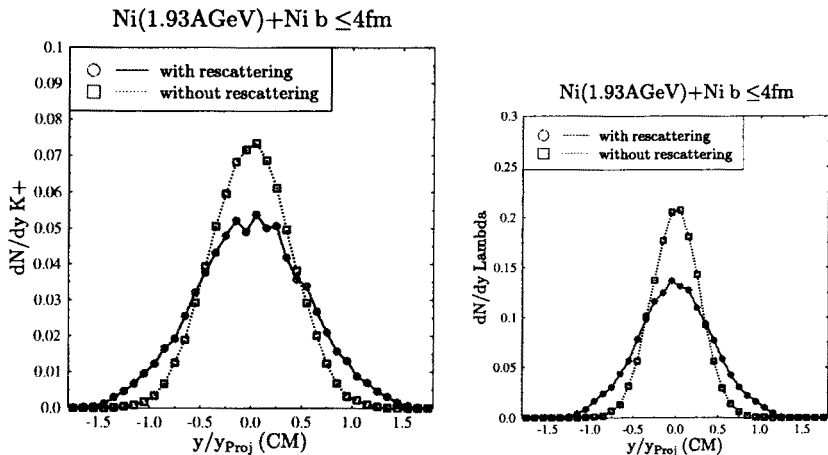 Ni(1.93AGeV)+Ni b ≤4fm
with rescattering
without rescattering
dN/dy K+
0.1
0.09
0.08
0.07
0.06
0.05
0.04
0.03
0.02
0.01
0.0
-1.5 -1.0 -0.5 0.0 0.5 1.0 1.5
y/yProj (CM)
Ni(1.93AGeV)+Ni b ≤4fm
with rescattering
without rescattering
dN/dy Lambda
0.3
0.25
0.2
0.15
0.1
0.05
0.0
-1.5 -1.0 -0.5 0.0 0.5 1.0 1.5
y/yProj (CM)